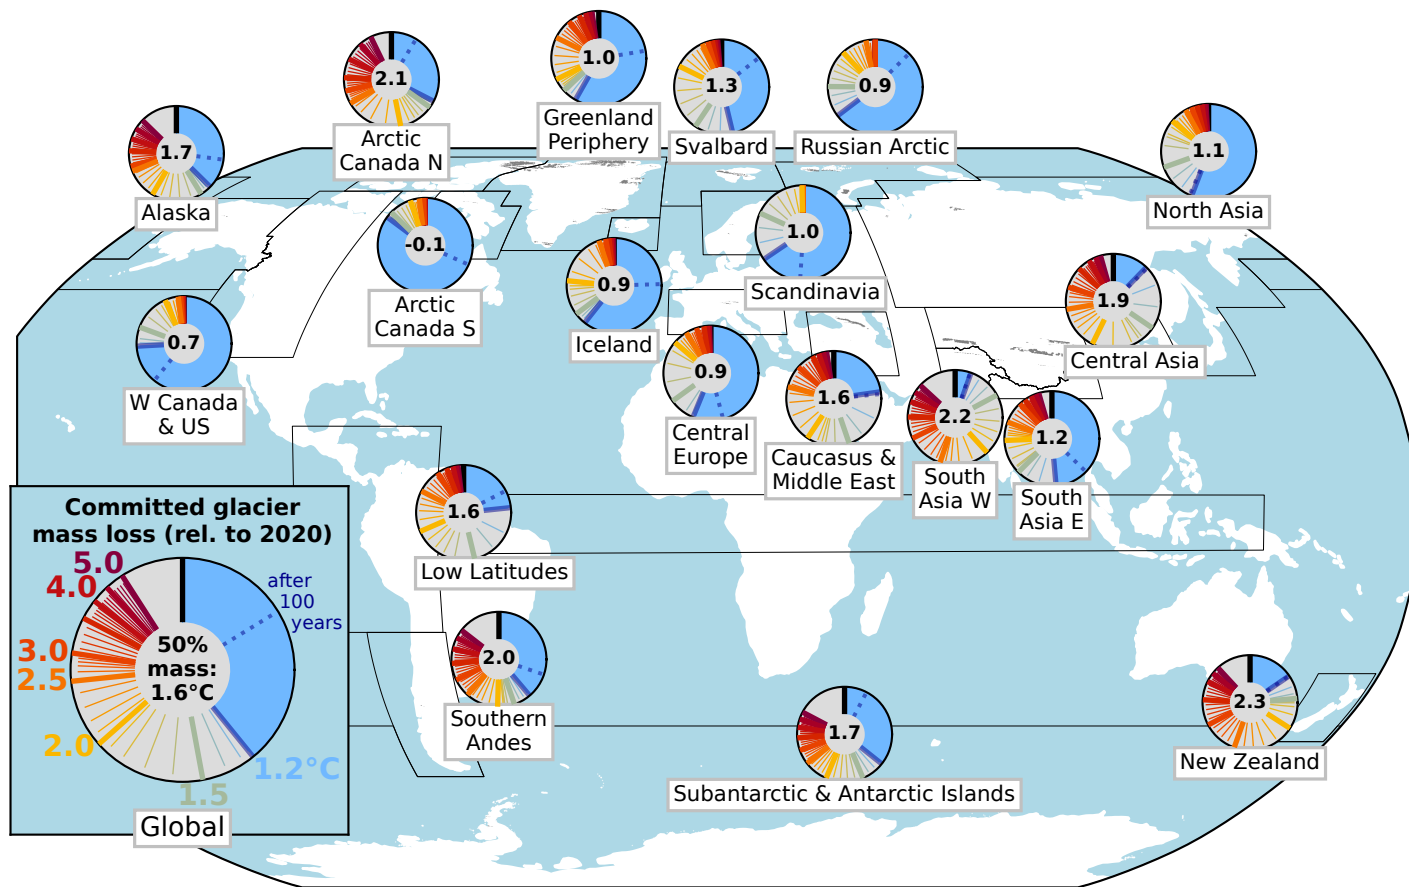 1.0
Greenland
Periphery
2.1
Arctic
Canada N
1.3
Svalbard
0.9
Russian Arctic
1.7
Alaska
1.1
North Asia
-0.1
Arctic
Canada S
1.0
Scandinavia
0.9
Iceland
1.9
Central Asia
0.7
W Canada
& US
0.9
Central
Europe
1.6
Caucasus &
Middle East
2.2
South
Asia W
1.2
South
Asia E
1.6
Low Latitudes
2.0
Southern
Andes
1.7
Subantarctic & Antarctic Islands
2.3
New Zealand
Committed glacier
mass loss (rel. to 2020)
5.0
4.0
3.0
2.5
2.0
1.5
1.2°C
after
100
years
50%
mass:
1.6°C
Global